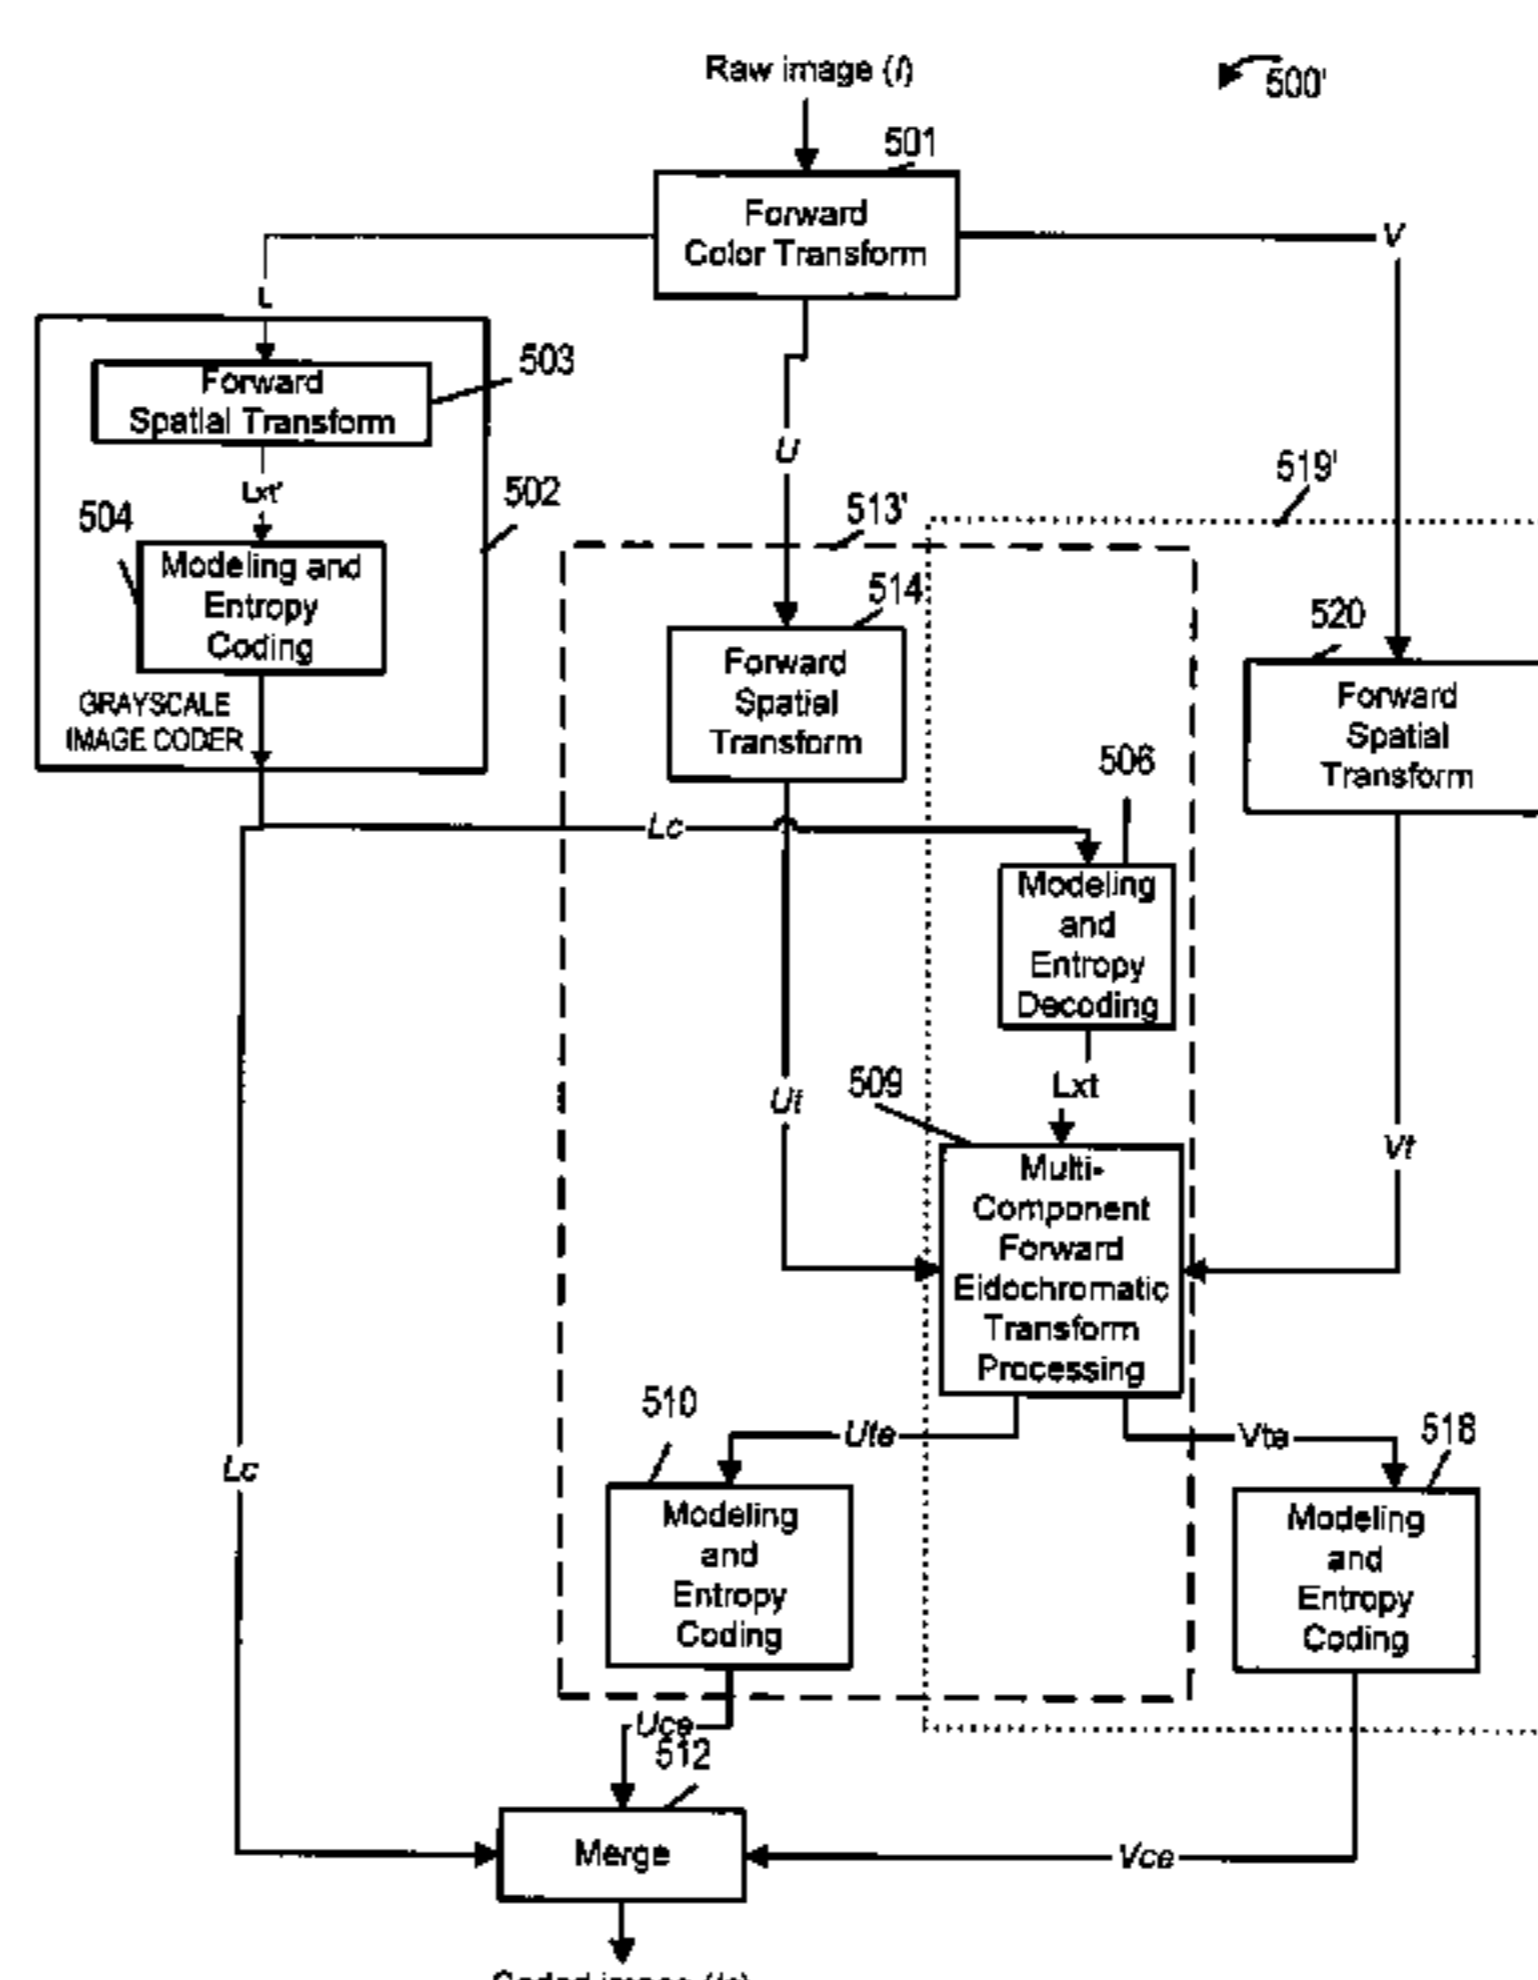 Raw image (I)
500'
501
Forward
Color Transform
V
L
503
Forward
Spatial Transform
U
519'
Lxt'
502
504
513'
Modeling and
Entropy
Coding
514
520
Forward
Spatial
Transform
Forward
Spatial
Transform
GRAYSCALE
IMAGE CODER
506
Lc
Modeling
and
Entropy
Decoding
509
Lxt
Ut
Vt
Multi-
Component
Forward
Eidochromatic
Transform
Processing
510
Ute
Vte
518
Lc
Modeling
and
Entropy
Coding
Modeling
and
Entropy
Coding
Uce
512
Merge
Vce
Coded image